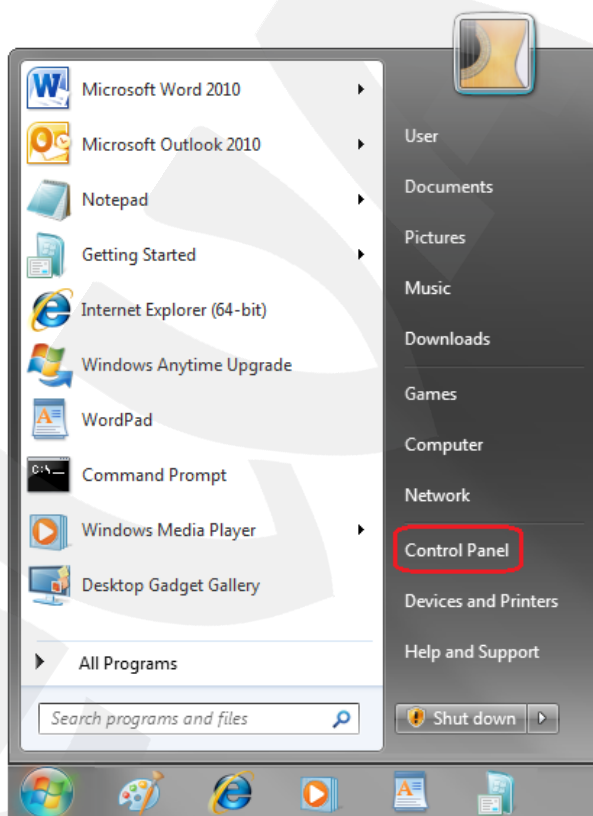 Microsoft Word 2010
Microsoft Outlook 2010
Notepad
Getting Started
Internet Explorer (64-bit)
Windows Anytime Upgrade
WordPad
C:\_
Command Prompt
Windows Media Player
Desktop Gadget Gallery
All Programs
Search programs and files
User
Documents
Pictures
Music
Downloads
Games
Computer
Network
Control Panel
Devices and Printers
Help and Support
Shut down